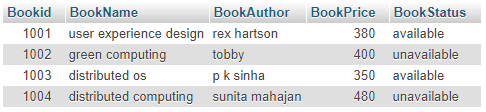 Bookid BookName BookAuthor BookPrice BookStatus
1001 user experience design rex hartson 380 available
1002 green computing tobby 400 unavailable
1003 distributed os p k sinha 350 available
1004 distributed computing sunita mahajan 480 unavailable